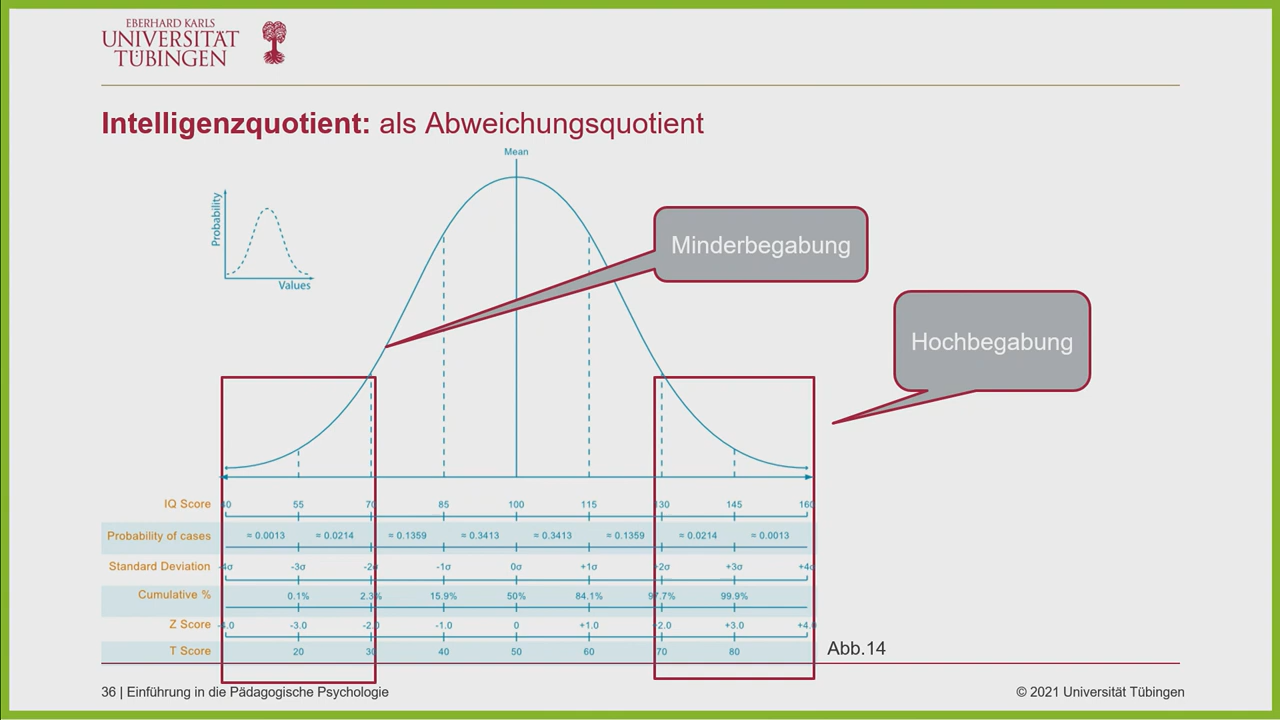 EBERHARD KARLS
UNIVERSITÄT
TÜBINGEN
Intelligenzquotient: als Abweichungsquotient
Mean
Probability
Values
Minderbegabung
Hochbegabung
IQ Score 40 55 70 85 100 115 130 145 160
Probability of cases ≈ 0.0013 ≈ 0.0214 ≈ 0.1359 ≈ 0.3413 ≈ 0.3413 ≈ 0.1359 ≈ 0.0214 ≈ 0.0013
Standard Deviation -4σ -3σ -2σ -1σ 0σ +1σ +2σ +3σ +4σ
Cumulative % 0.1% 2.3% 15.9% 50% 84.1% 97.7% 99.9%
Z Score -4.0 -3.0 -2.0 -1.0 0 +1.0 +2.0 +3.0 +4.0
T Score 20 30 40 50 60 70 80
Abb.14
36 | Einführung in die Pädagogische Psychologie
© 2021 Universität Tübingen